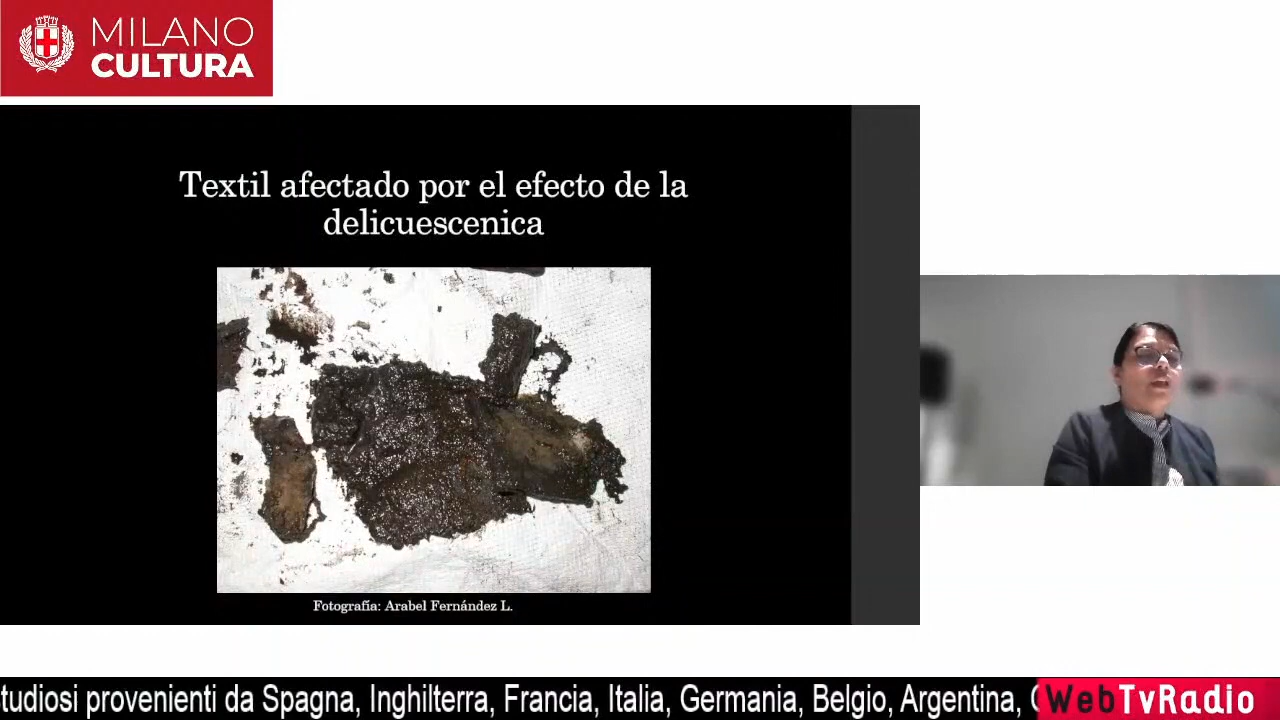 MILANO
CULTURA
Textil afectado por el efecto de la
delicuescenica
Fotografía: Arabel Fernández L.
tudiosi provenienti da Spagna, Inghilterra, Francia, Italia, Germania, Belgio, Argentina,
WebTvRadio